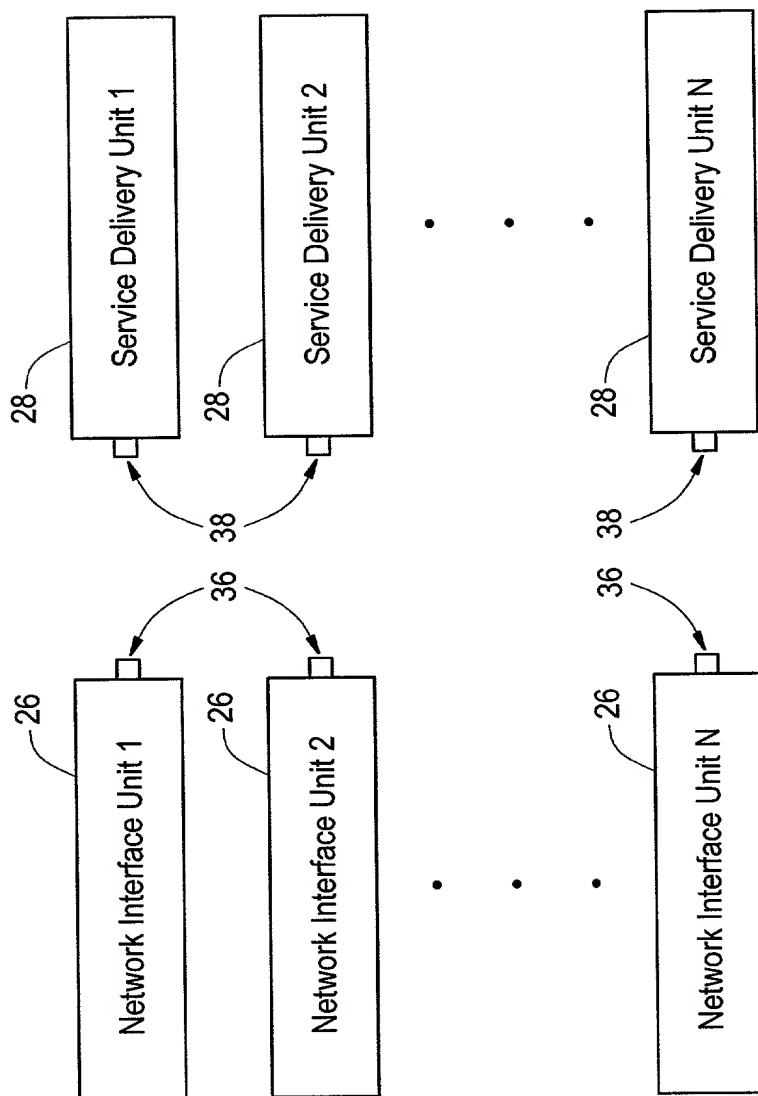 26
28
Network Interface Unit 1
Service Delivery Unit 1
26
36
38
28
Network Interface Unit 2
Service Delivery Unit 2
26
36
38
28
Network Interface Unit N
Service Delivery Unit N